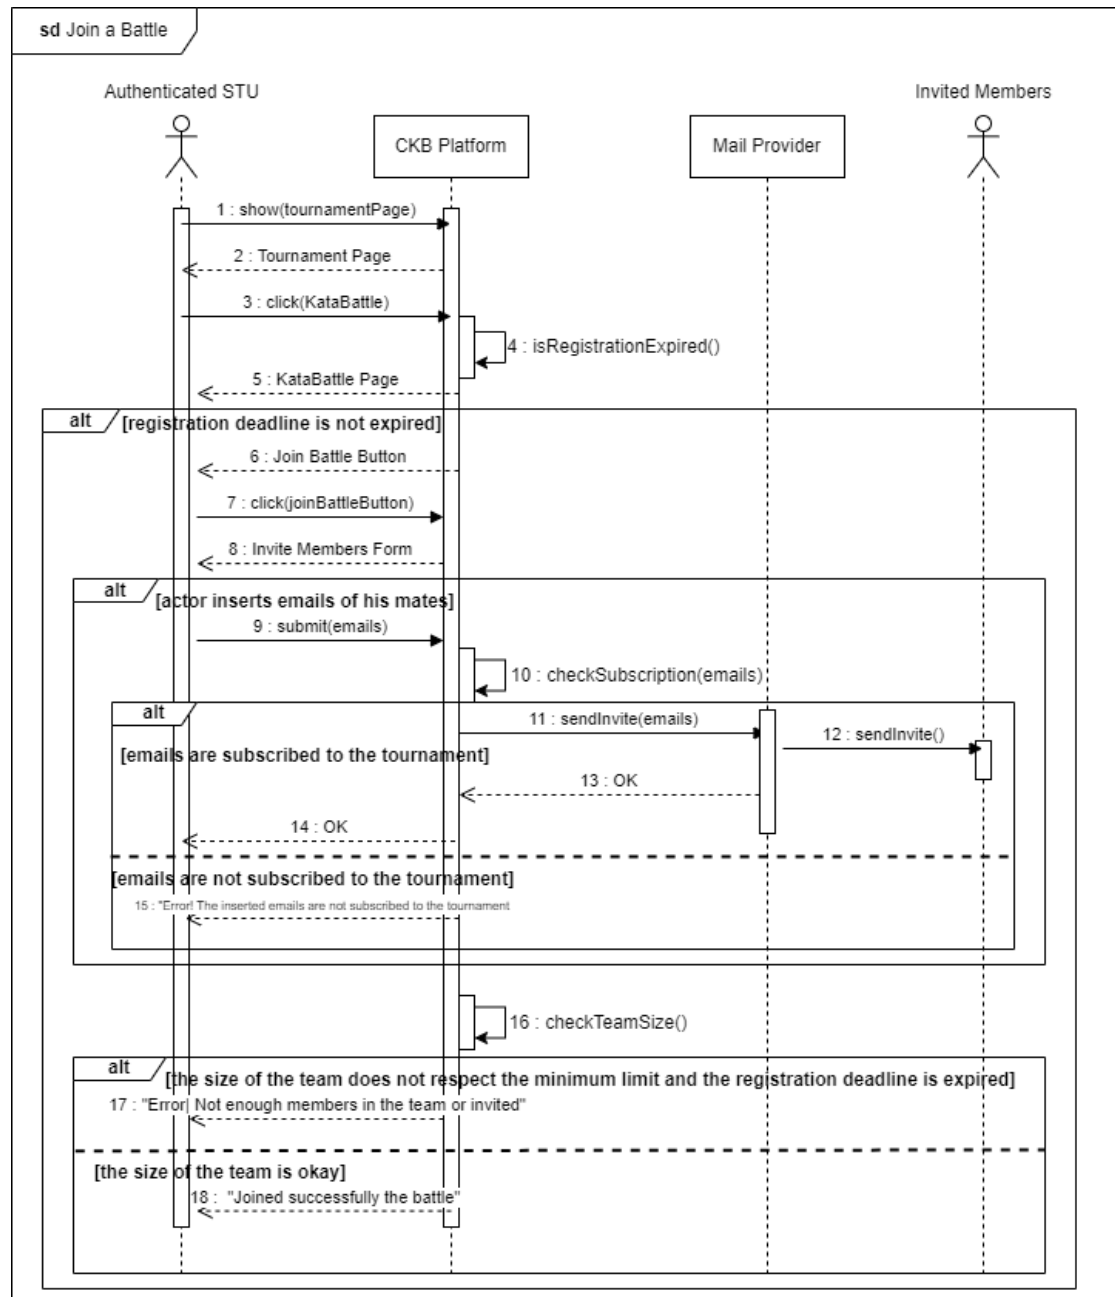 sd Join a Battle
Authenticated STU
Invited Members
CKB Platform
Mail Provider
1 : show(tournamentPage)
2 : Tournament Page
3 : click(KataBattle)
4 : isRegistrationExpired()
5 : KataBattle Page
alt
[registration deadline is not expired]
6 : Join Battle Button
7 : click(joinBattleButton)
8 : Invite Members Form
alt
[actor inserts emails of his mates]
9 : submit(emails)
10 : checkSubscription(emails)
alt
11 : sendInvite(emails)
12 : sendInvite()
[emails are subscribed to the tournament]
13 : OK
14 : OK
[emails are not subscribed to the tournament]
15 : "Error! The inserted emails are not subscribed to the tournament
16 : checkTeamSize()
alt
[the size of the team does not respect the minimum limit and the registration deadline is expired]
17 : "Error| Not enough members in the team or invited"
[the size of the team is okay]
18 : "Joined successfully the battle"